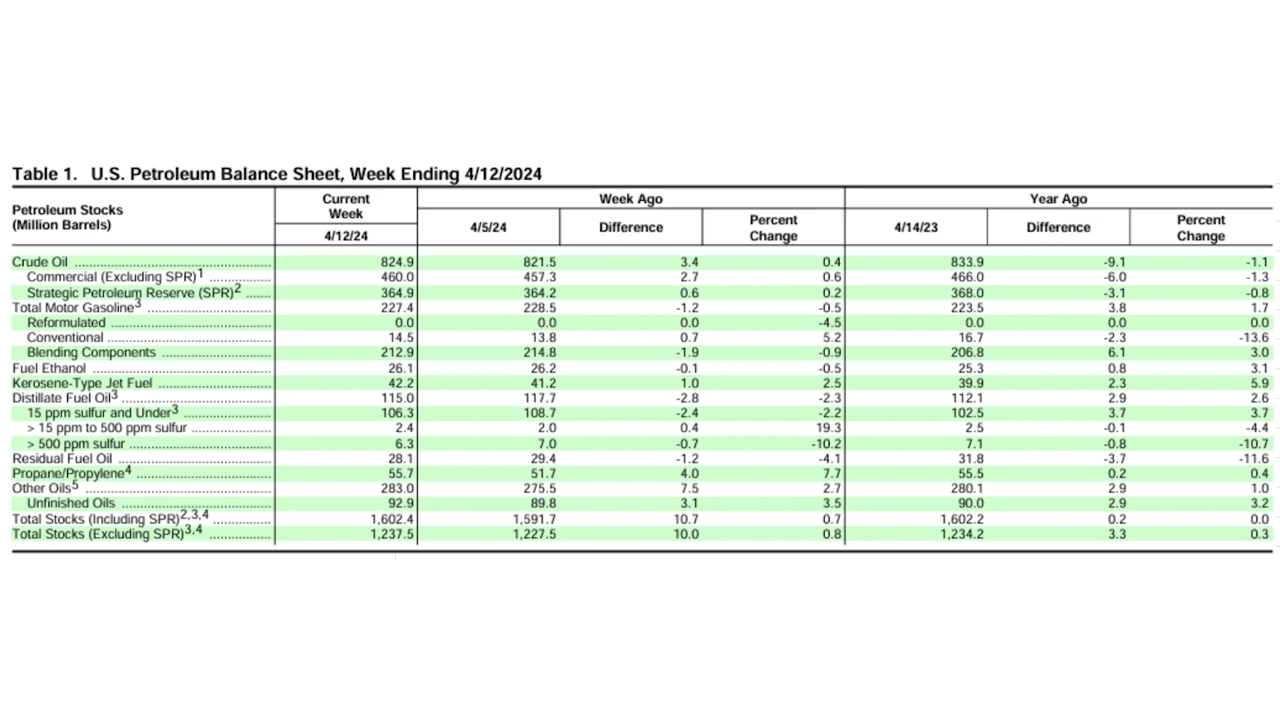 Table 1. U.S. Petroleum Balance Sheet, Week Ending 4/12/2024
Petroleum Stocks (Million Barrels) Current Week Week Ago Year Ago
4/12/24 4/5/24 Difference Percent Change 4/14/23 Difference Percent Change
Crude Oil 824.9 821.5 3.4 0.4 833.9 -9.1 -1.1
Commercial (Excluding SPR)1 460.0 457.3 2.7 0.6 466.0 -6.0 -1.3
Strategic Petroleum Reserve (SPR)2 364.9 364.2 0.6 0.2 368.0 -3.1 -0.8
Total Motor Gasoline3 227.4 228.5 -1.2 -0.5 223.5 3.8 1.7
Reformulated 0.0 0.0 0.0 -4.5 0.0 0.0 0.0
Conventional 14.5 13.8 0.7 5.2 16.7 -2.3 -13.6
Blending Components 212.9 214.8 -1.9 -0.9 206.8 6.1 3.0
Fuel Ethanol 26.1 26.2 -0.1 -0.5 25.3 0.8 3.1
Kerosene-Type Jet Fuel 42.2 41.2 1.0 2.5 39.9 2.3 5.9
Distillate Fuel Oil3 115.0 117.7 -2.8 -2.3 112.1 2.9 2.6
15 ppm sulfur and Under3 106.3 108.7 -2.4 -2.2 102.5 3.7 3.7
> 15 ppm to 500 ppm sulfur 2.4 2.0 0.4 19.3 2.5 -0.1 -4.4
> 500 ppm sulfur 6.3 7.0 -0.7 -10.2 7.1 -0.8 -10.7
Residual Fuel Oil 28.1 29.4 -1.2 -4.1 31.8 -3.7 -11.6
Propane/Propylene4 55.7 51.7 4.0 7.7 55.5 0.2 0.4
Other Oils5 283.0 275.5 7.5 2.7 280.1 2.9 1.0
Unfinished Oils 92.9 89.8 3.1 3.5 90.0 2.9 3.2
Total Stocks (Including SPR)2,3,4 1,602.4 1,591.7 10.7 0.7 1,602.2 0.2 0.0
Total Stocks (Excluding SPR)3,4 1,237.5 1,227.5 10.0 0.8 1,234.2 3.3 0.3